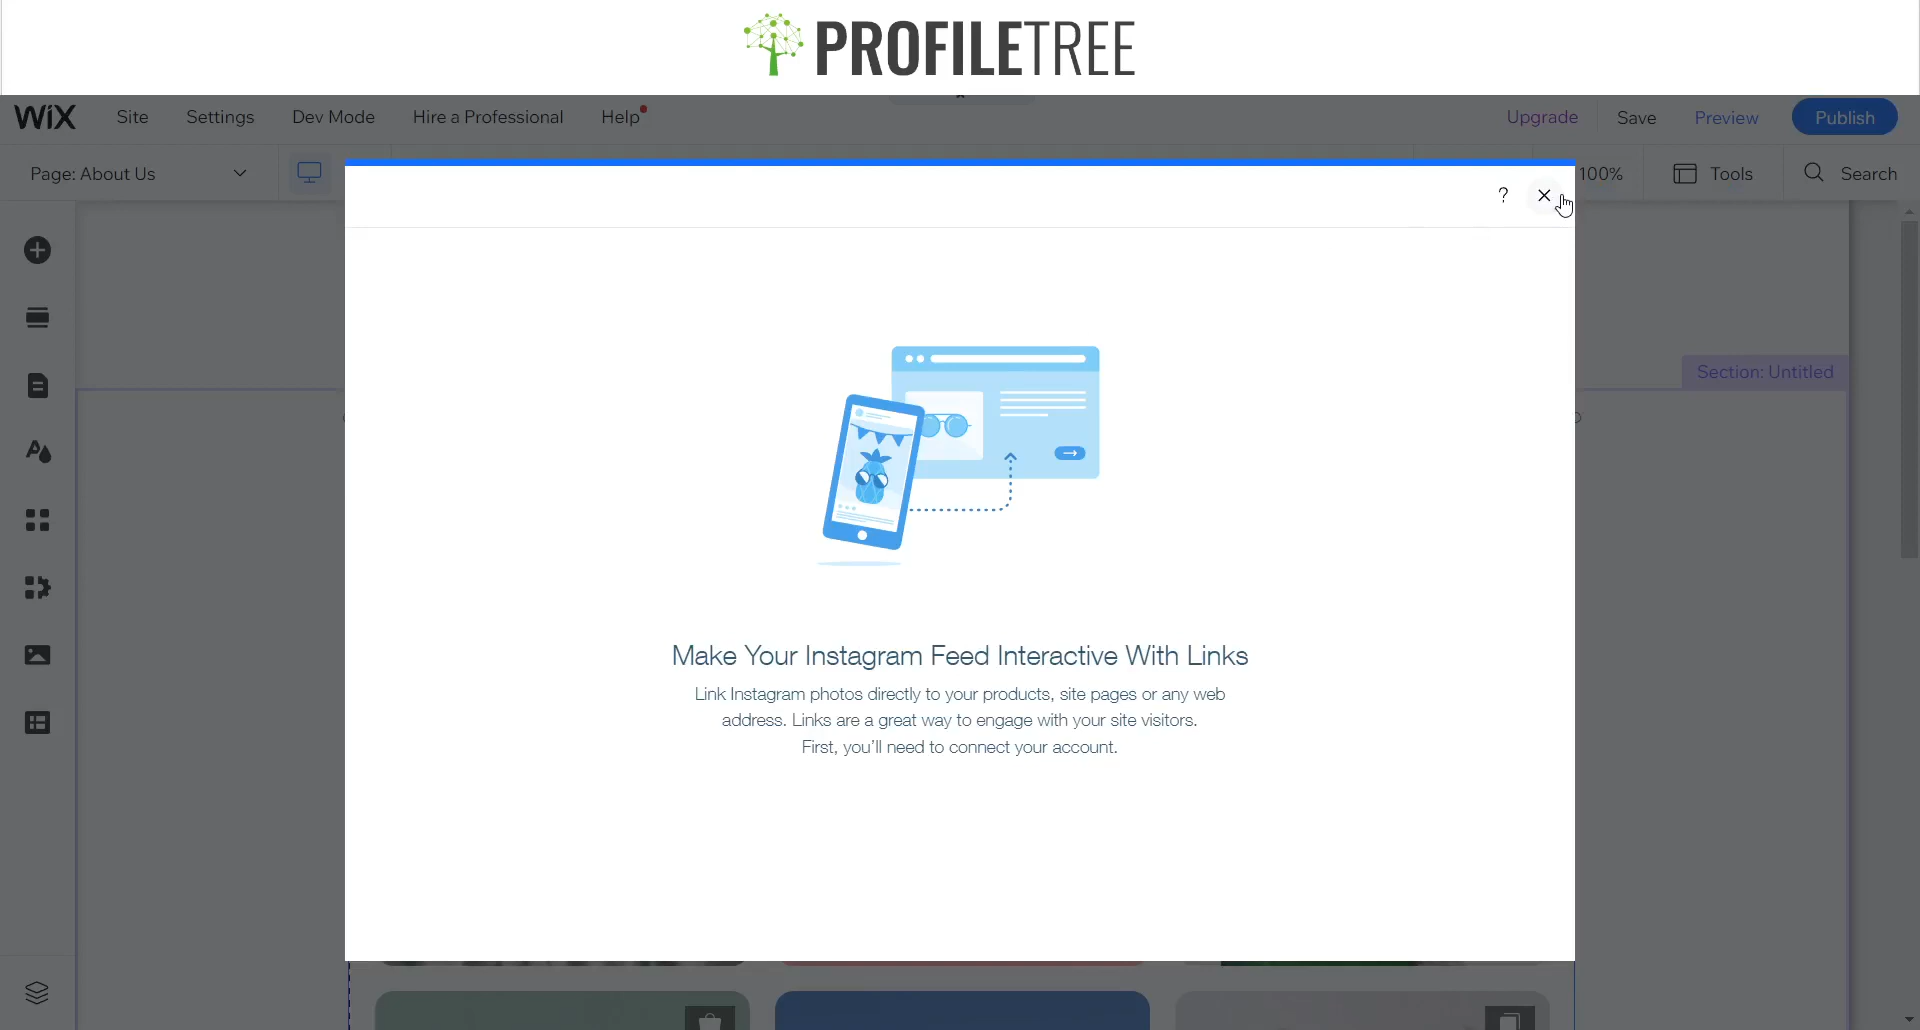 PROFILETREE
WiX Site Settings Dev Mode Hire a Professional Help Upgrade Save Preview Publish
Page: About Us 100% Tools Search
?
Section: Untitled
Make Your Instagram Feed Interactive With Links
Link Instagram photos directly to your products, site pages or any web
address. Links are a great way to engage with your site visitors.
First, you'll need to connect your account.